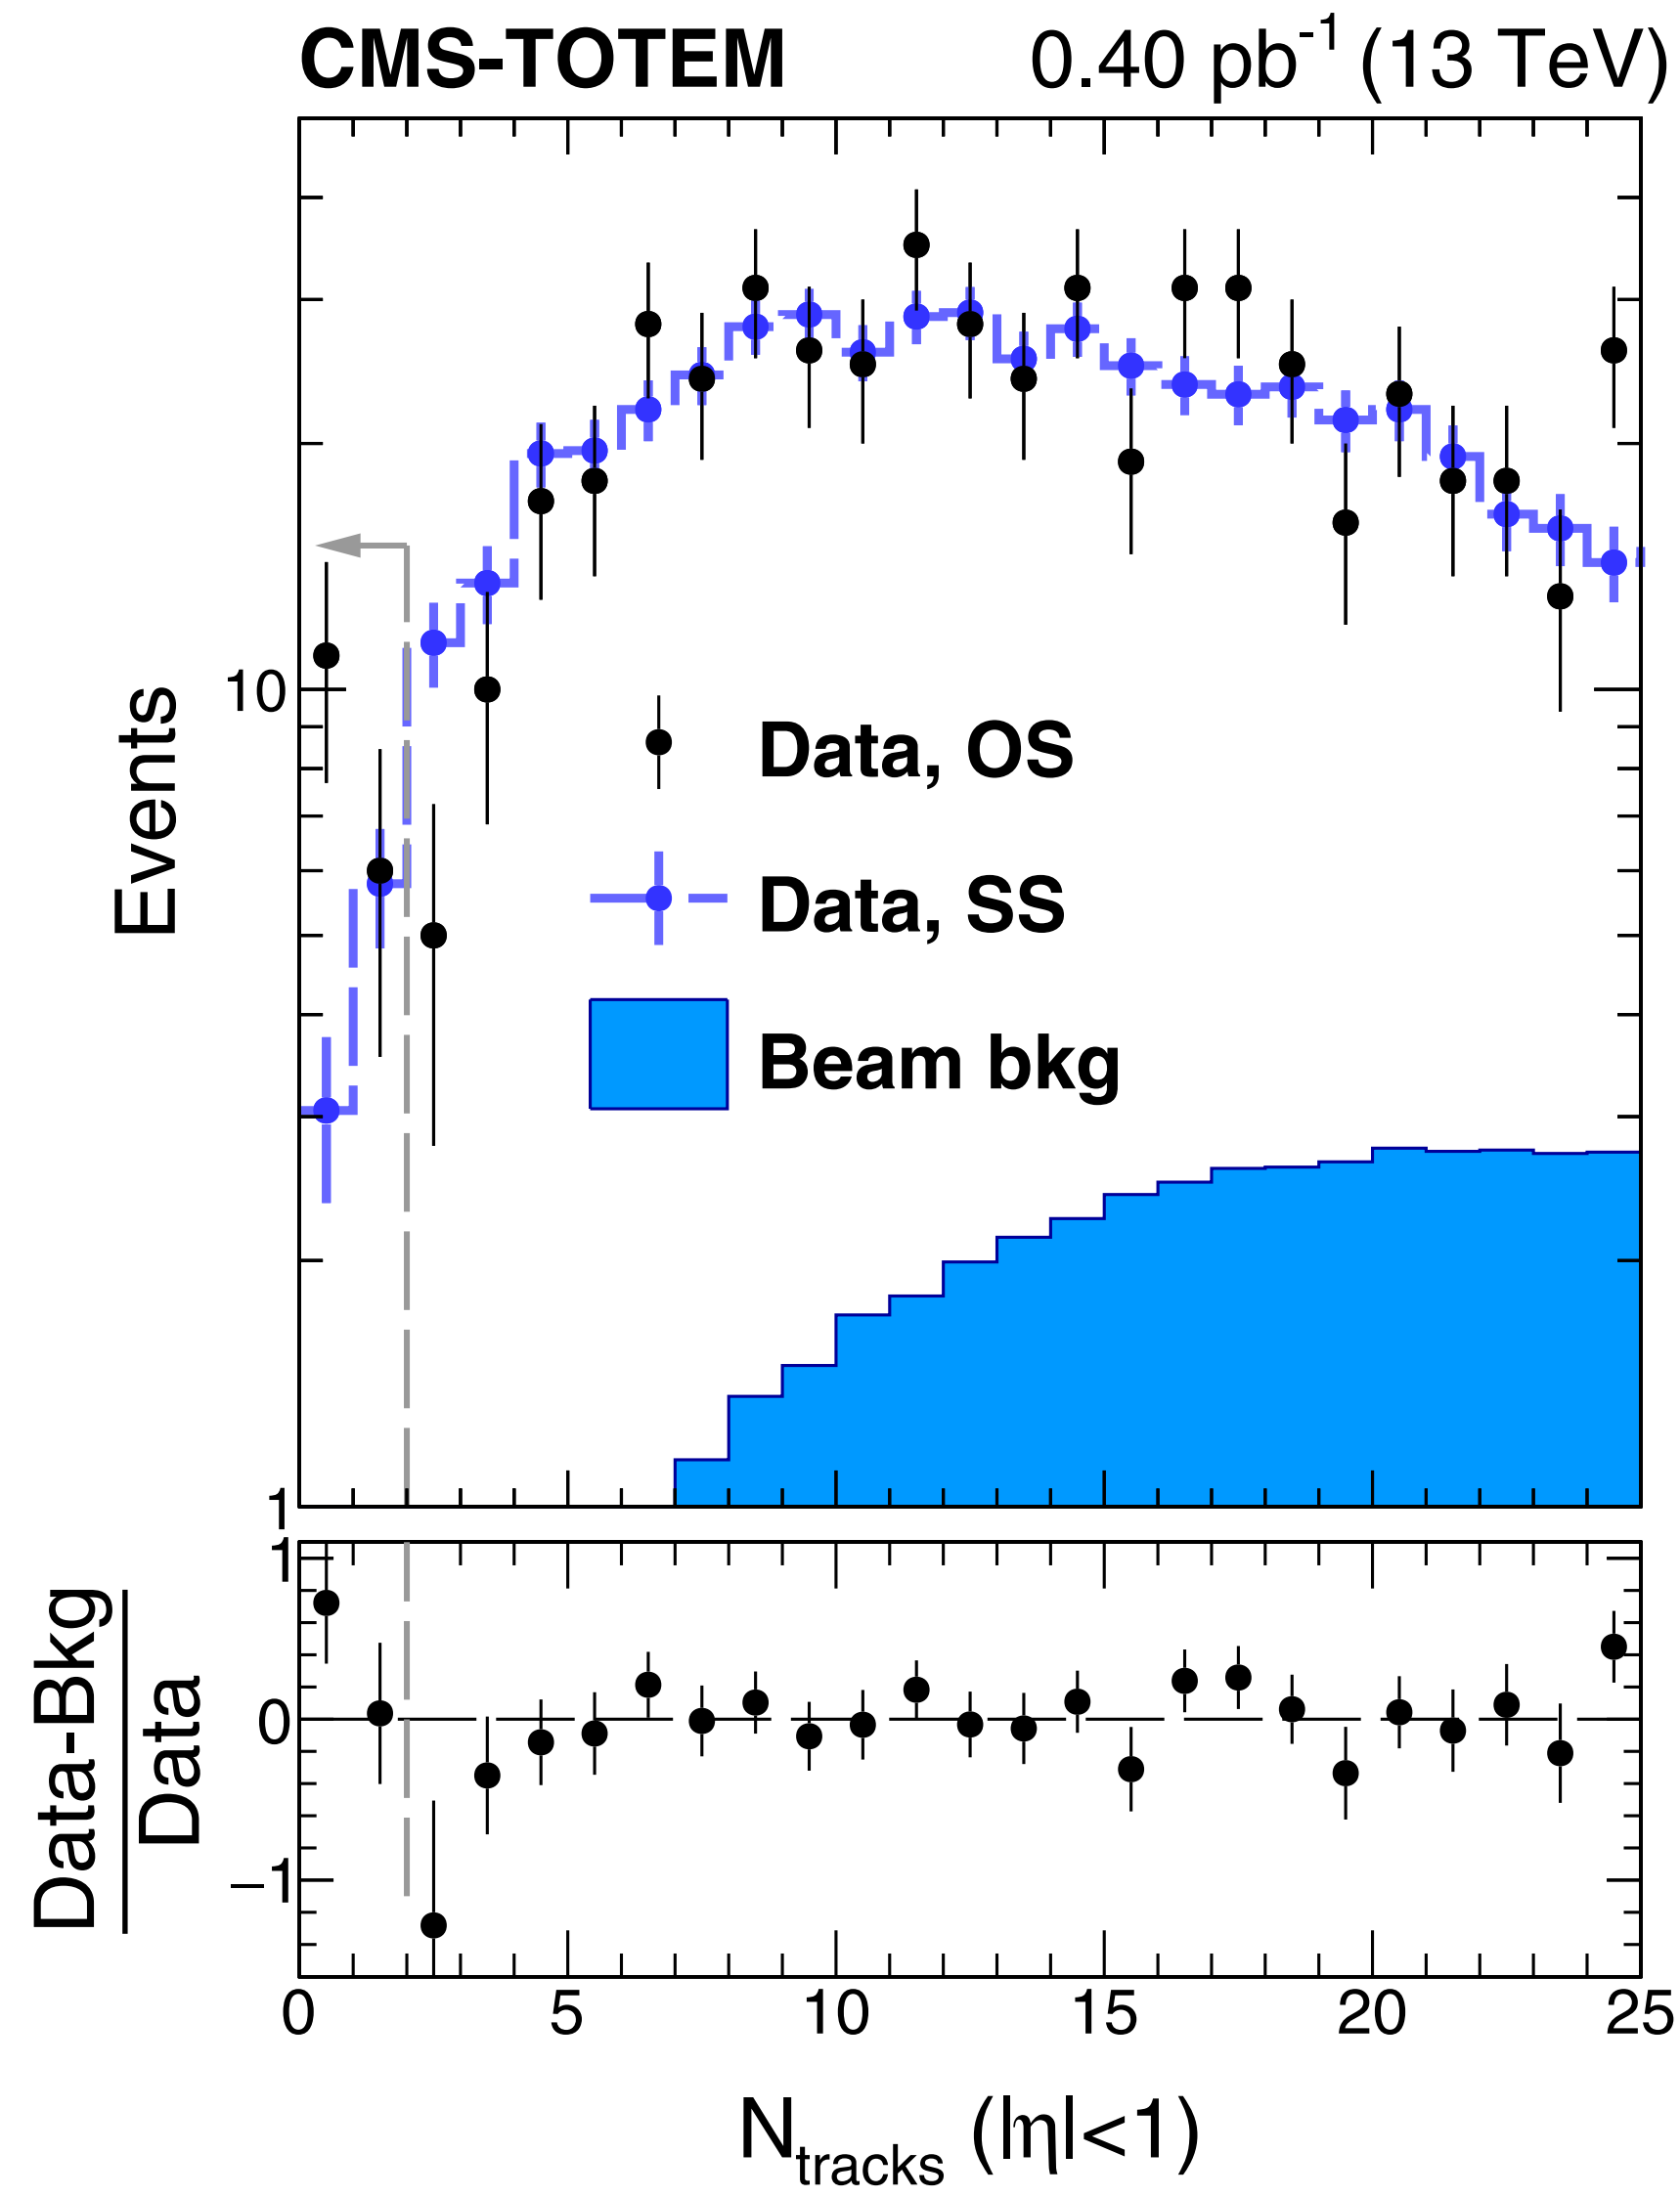 CMS-TOTEM 0.40 pb⁻¹ (13 TeV)
Events
10
1
Data, OS
Data, SS
Beam bkg
Data-Bkg
Data
1
0
−1
0 5 10 15 20 25
N_tracks (|η|<1)